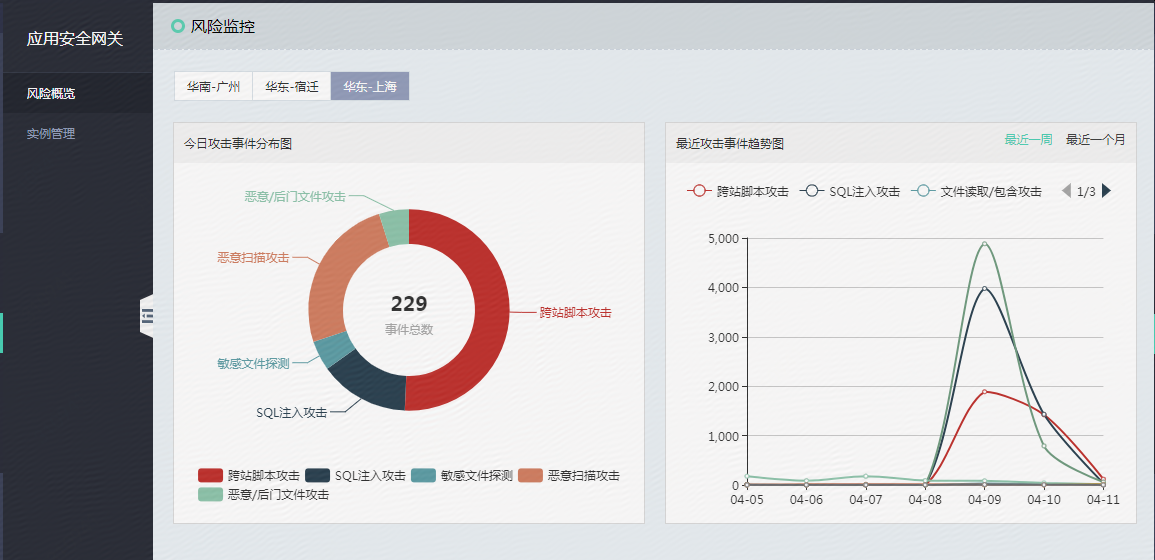 应用安全网关
风险概览
实例管理
风险监控
华南-广州 华东-宿迁 华东-上海
今日攻击事件分布图
恶意/后门文件攻击
恶意扫描攻击
229
事件总数
跨站脚本攻击
敏感文件探测
SQL注入攻击
跨站脚本攻击 SQL注入攻击 敏感文件探测 恶意扫描攻击
恶意/后门文件攻击
最近攻击事件趋势图 最近一周 最近一个月
跨站脚本攻击 SQL注入攻击 文件读取/包含攻击 1/3
5,000
4,000
3,000
2,000
1,000
0
04-05 04-06 04-07 04-08 04-09 04-10 04-11